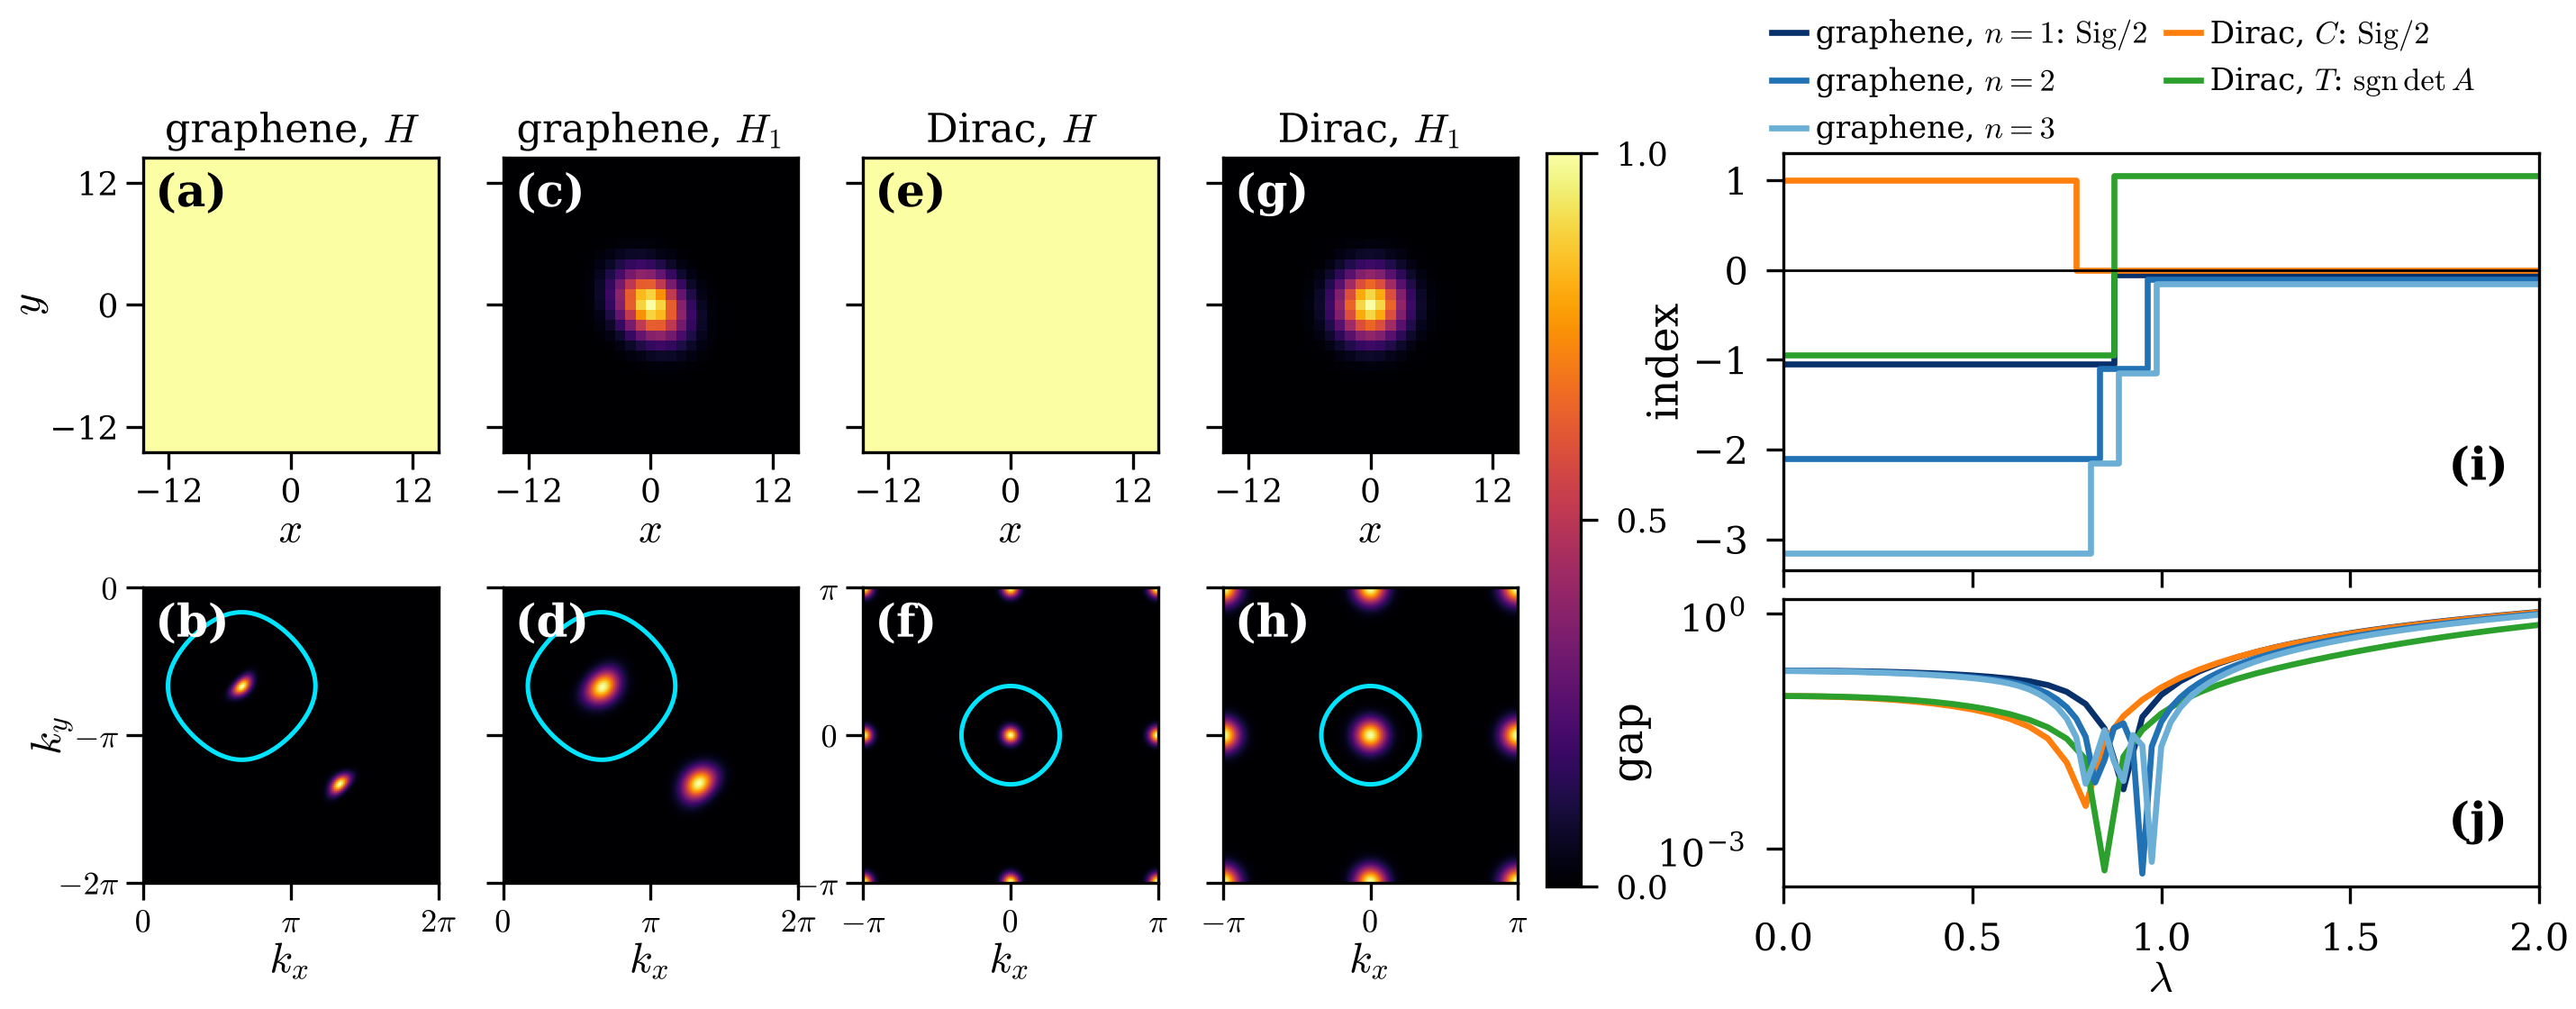 graphene, n = 1: Sig/2
Dirac, C: Sig/2
graphene, n = 2
Dirac, T: sgn det A
graphene, n = 3
graphene, H
graphene, H₁
Dirac, H
Dirac, H₁
(a)
(c)
(e)
(g)
12
0
−12
y
−12 0 12
−12 0 12
−12 0 12
−12 0 12
x
x
x
x
(b)
(d)
(f)
(h)
0
−π
−2π
k_y
π
0
−π
0 π 2π
0 π 2π
−π 0 π
−π 0 π
k_x
k_x
k_x
k_x
1.0
0.5
0.0
index
1
0
−1
−2
−3
(i)
gap
10⁰
10⁻³
(j)
0.0 0.5 1.0 1.5 2.0
λ